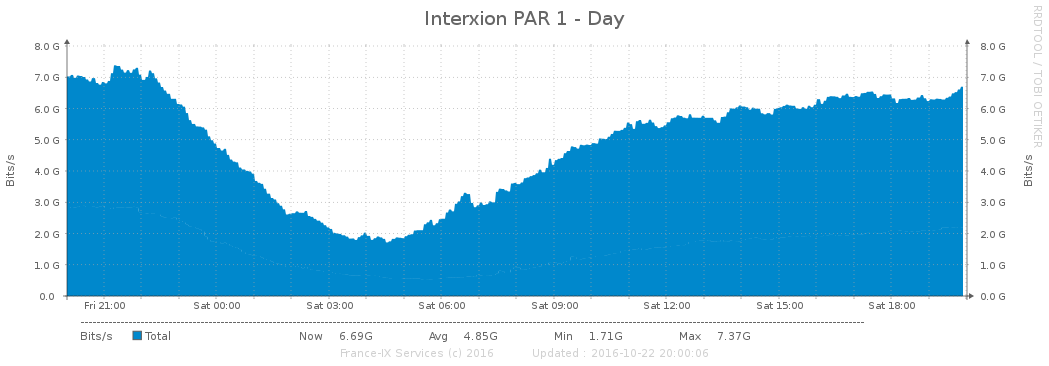 Interxion PAR 1 - Day
RRDTOOL / TOBI OETIKER
Bits/s
8.0 G 8.0 G
7.0 G 7.0 G
6.0 G 6.0 G
5.0 G 5.0 G
4.0 G 4.0 G
3.0 G 3.0 G
2.0 G 2.0 G
1.0 G 1.0 G
0.0 0.0 G
Bits/s
Fri 21:00 Sat 00:00 Sat 03:00 Sat 06:00 Sat 09:00 Sat 12:00 Sat 15:00 Sat 18:00
Bits/s Total Now 6.69G Avg 4.85G Min 1.71G Max 7.37G
France-IX Services (c) 2016 Updated : 2016-10-22 20:00:06